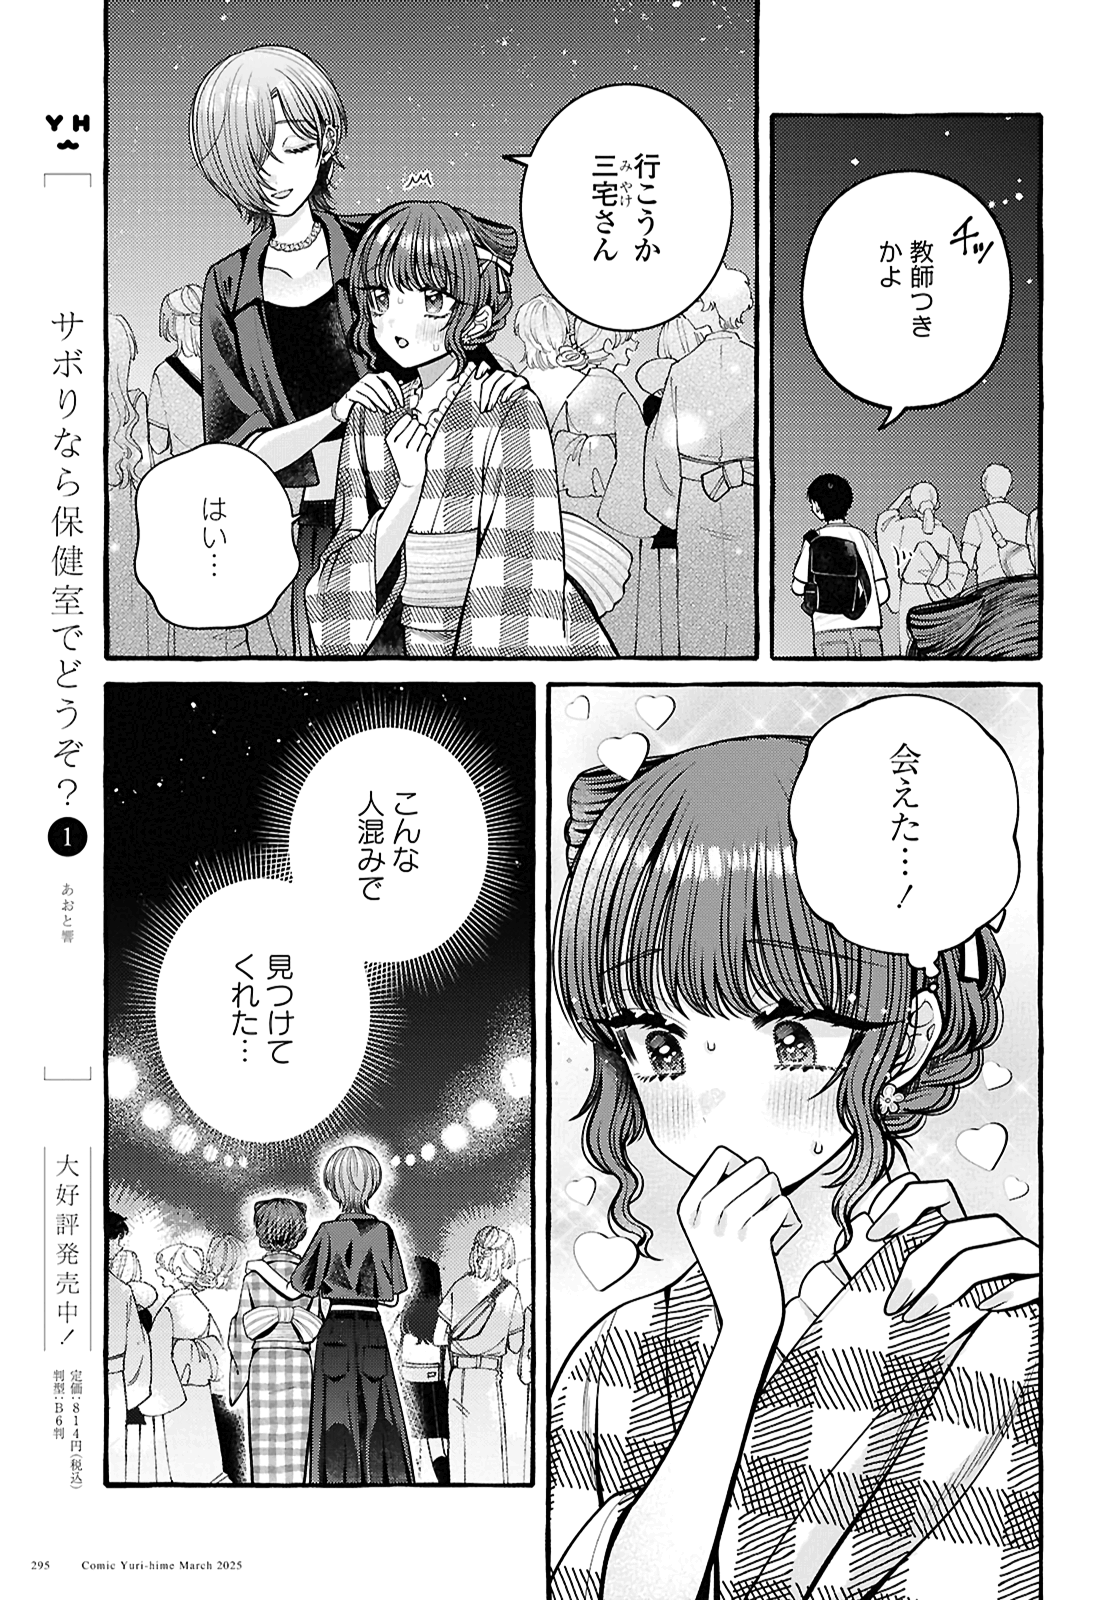 教師つき
かよ
チッ
行こうか
三宅さん
みやけ
はい…
会えた…！
こんな
人混みで
見つけて
くれた…
YH
サボりなら保健室でどうぞ？ 1
あおと響
大好評発売中！
定価：814円（税込）
判型：B6判
295 Comic Yuri-hime March 2025